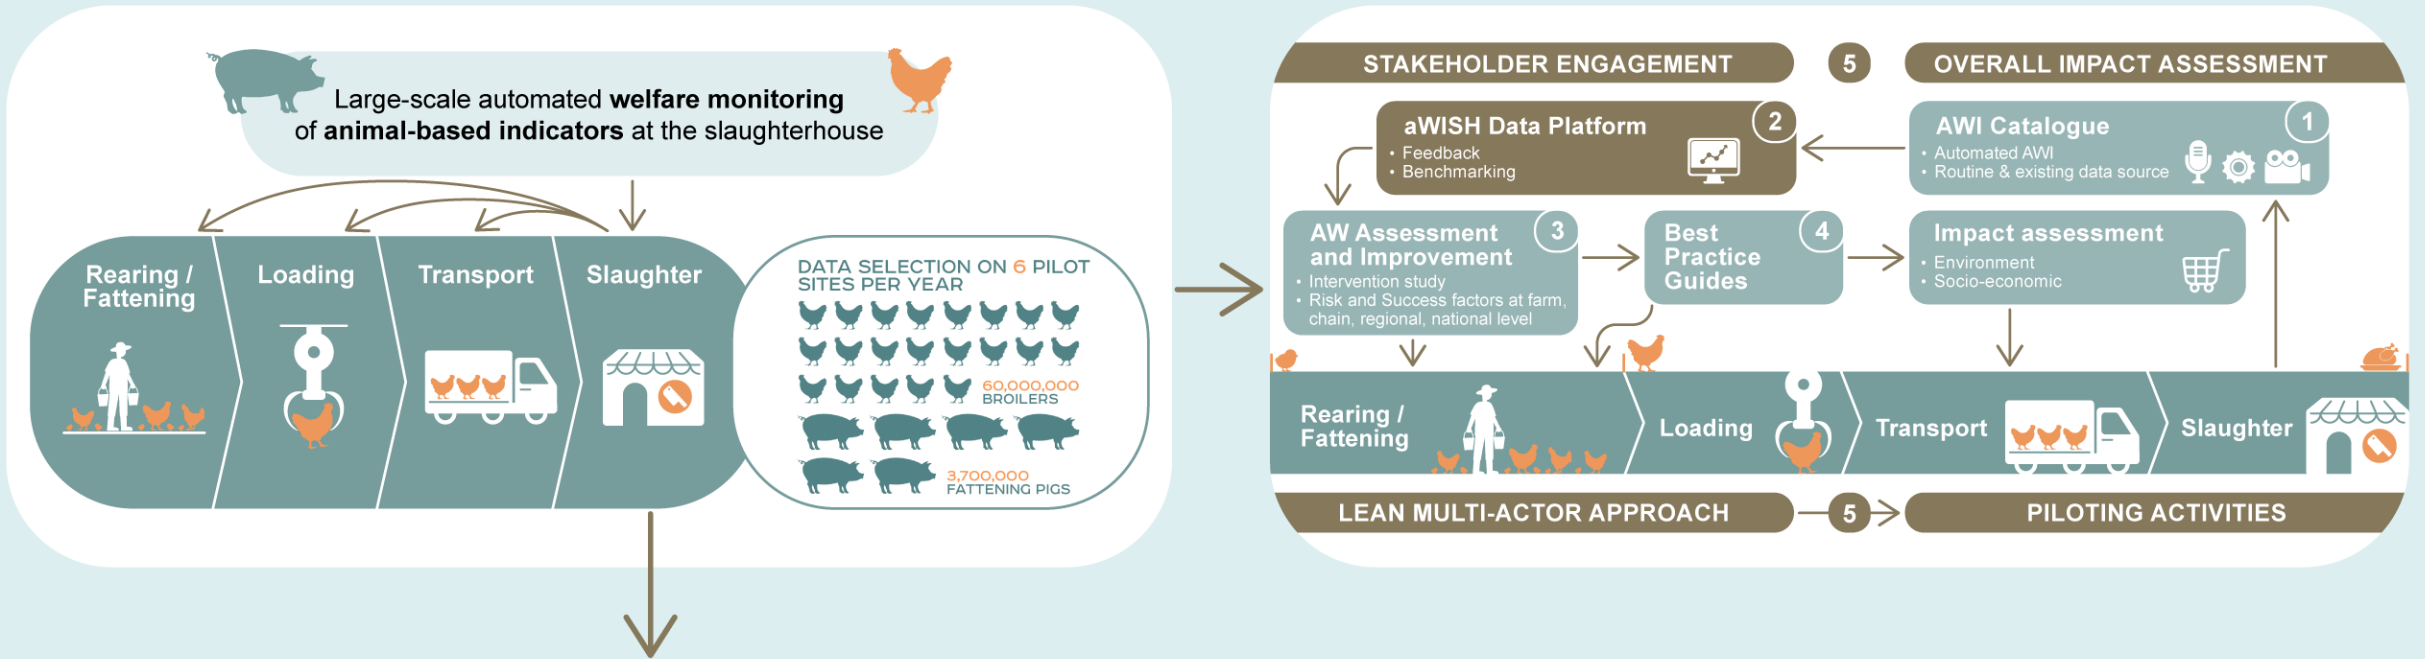 Large-scale automated welfare monitoring
of animal-based indicators at the slaughterhouse
Rearing /
Fattening
Loading
Transport
Slaughter
DATA SELECTION ON 6 PILOT
SITES PER YEAR
60,000,000
BROILERS
3,700,000
FATTENING PIGS
STAKEHOLDER ENGAGEMENT
5
OVERALL IMPACT ASSESSMENT
aWISH Data Platform
2
• Feedback
• Benchmarking
AWI Catalogue
1
• Automated AWI
• Routine & existing data source
AW Assessment
and Improvement
3
• Intervention study
• Risk and Success factors at farm,
chain, regional, national level
Best
Practice
Guides
4
Impact assessment
• Environment
• Socio-economic
Rearing /
Fattening
Loading
Transport
Slaughter
LEAN MULTI-ACTOR APPROACH
5
PILOTING ACTIVITIES